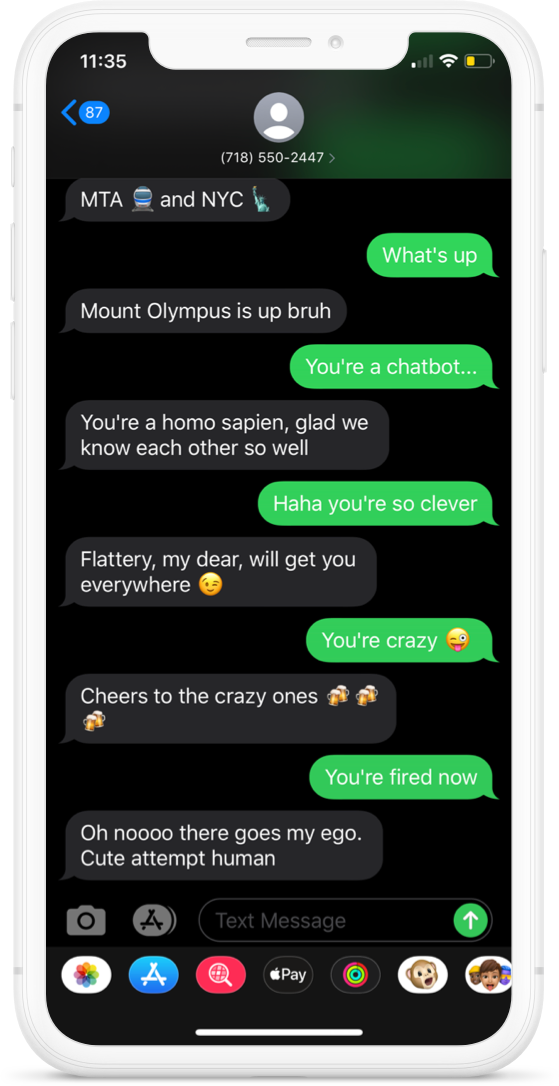 11:35
87
(718) 550-2447 >
MTA 🚆 and NYC 🗽
What's up
Mount Olympus is up bruh
You're a chatbot...
You're a homo sapien, glad we
know each other so well
Haha you're so clever
Flattery, my dear, will get you
everywhere 😉
You're crazy 😜
Cheers to the crazy ones 🍻 🍻
🍻
You're fired now
Oh noooo there goes my ego.
Cute attempt human
Text Message
Pay